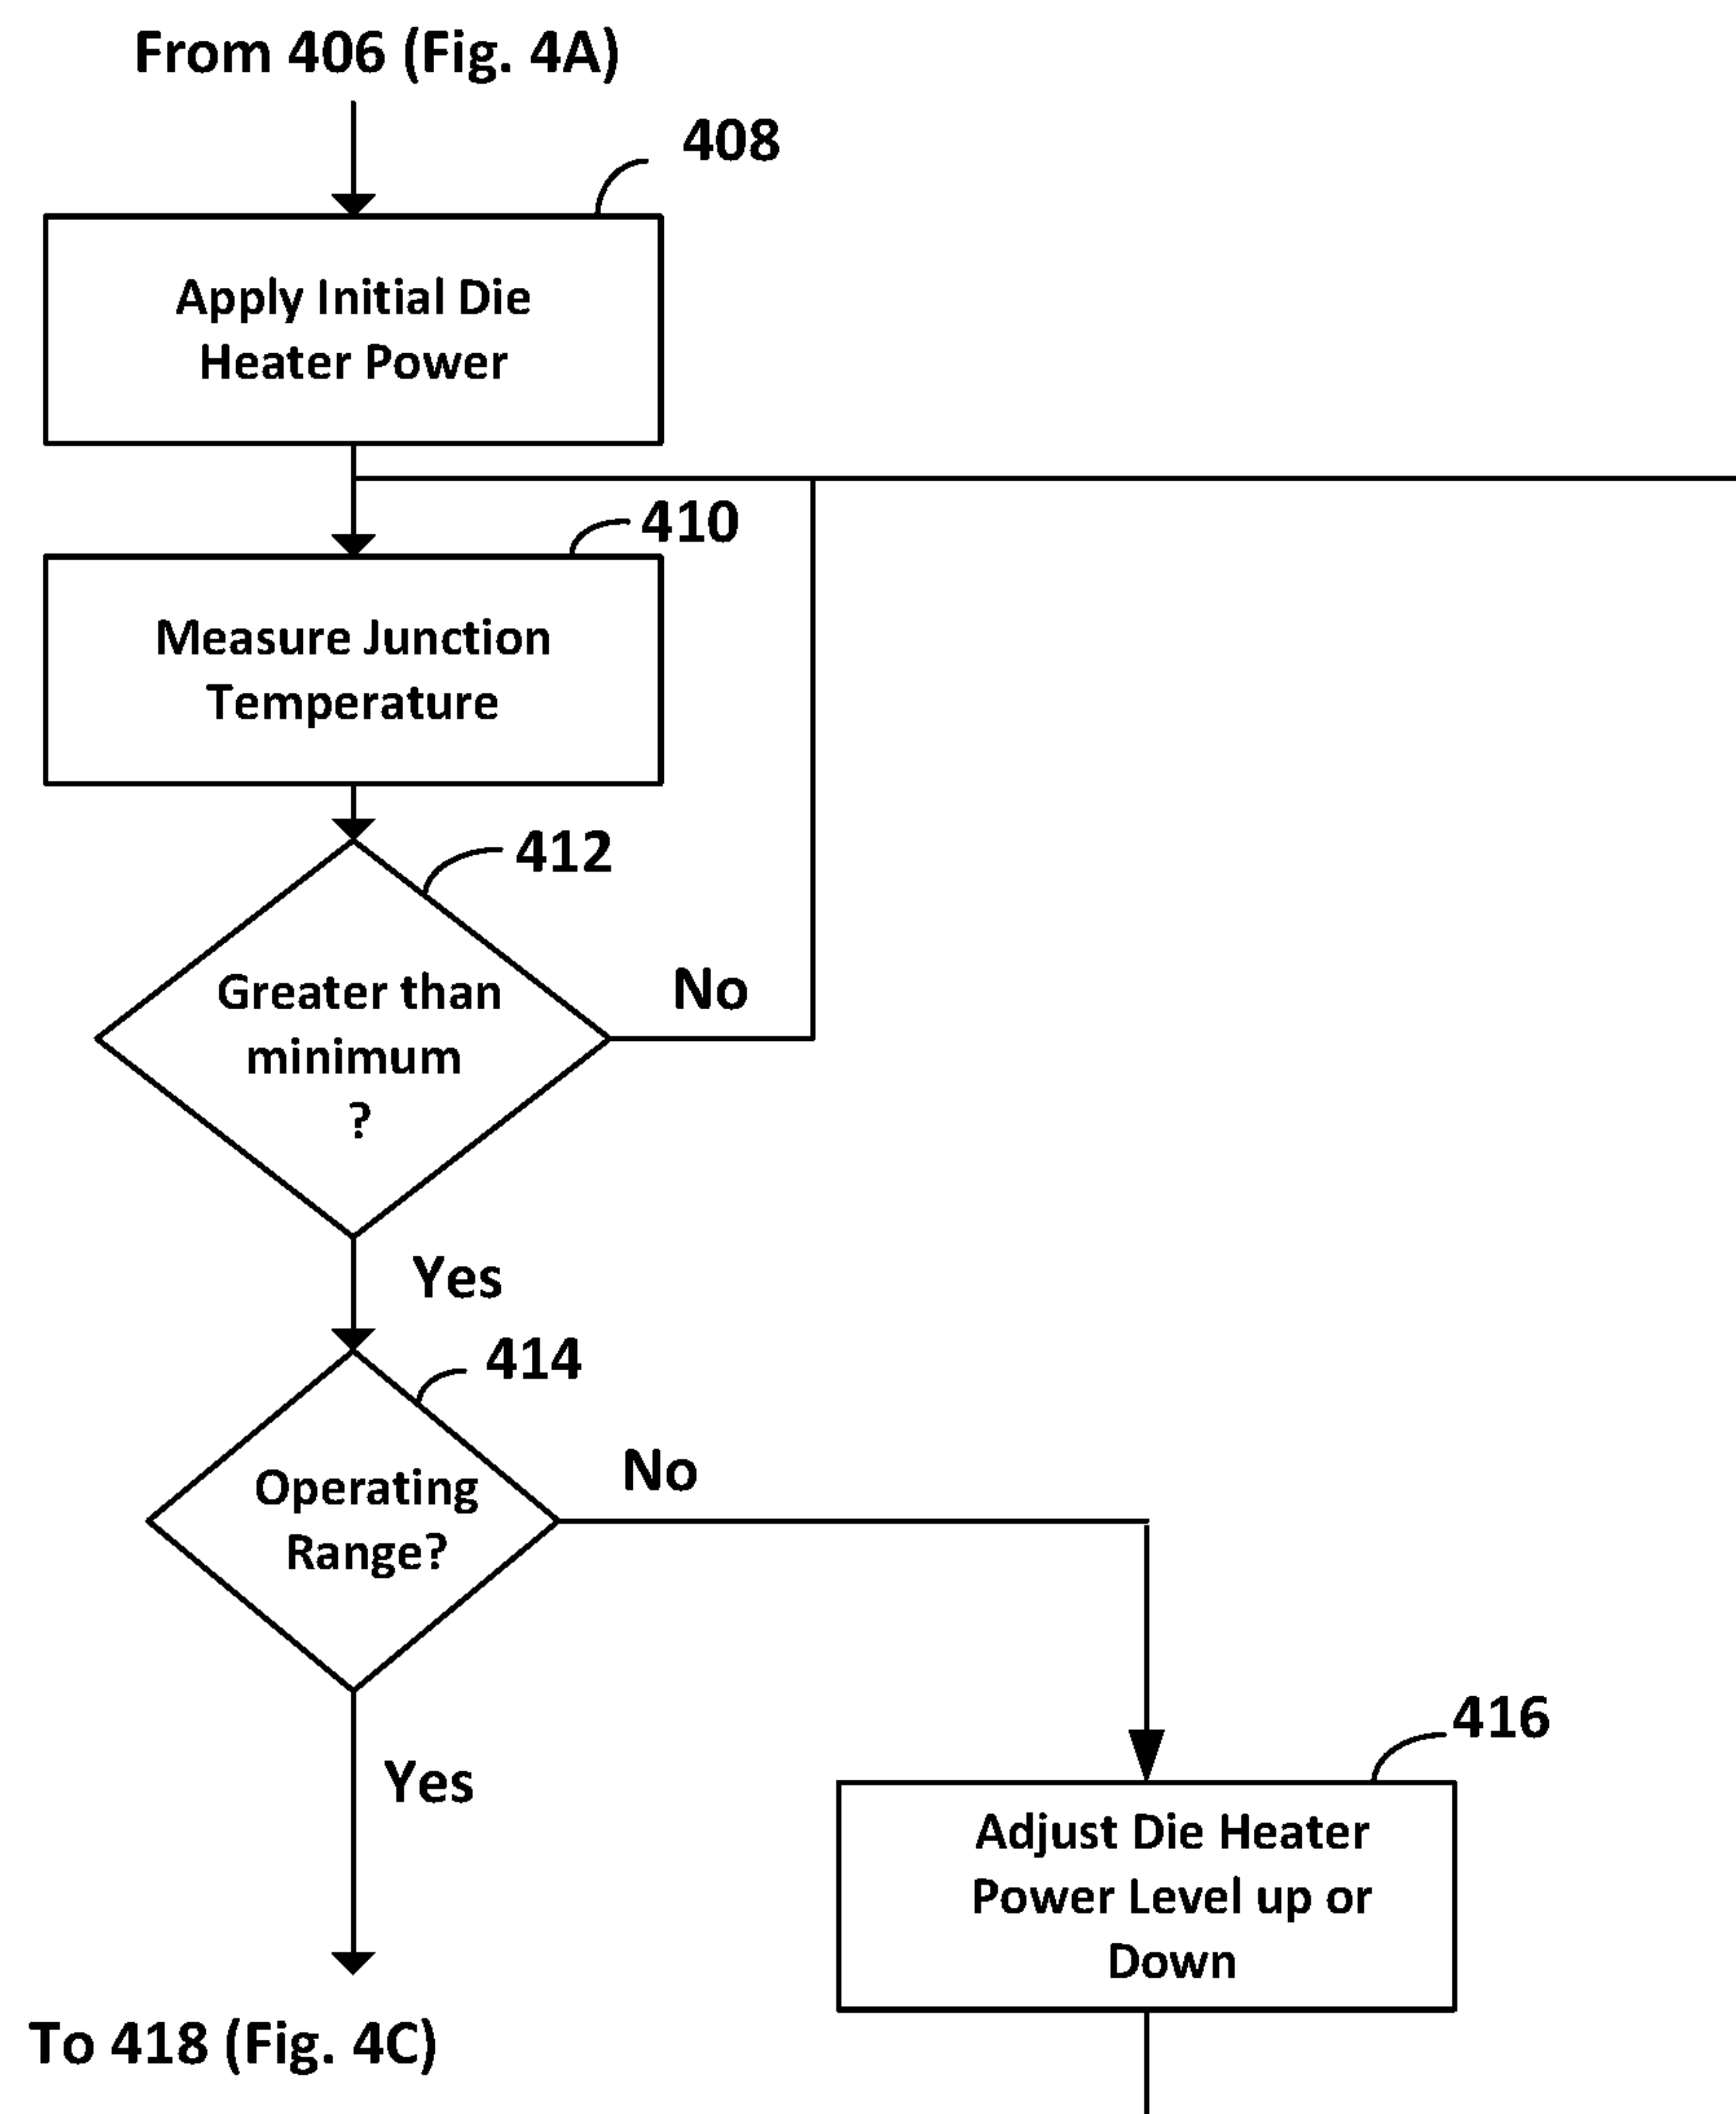 From 406 (Fig. 4A)
408
Apply Initial Die
Heater Power
410
Measure Junction
Temperature
412
Greater than
minimum
?
No
Yes
414
Operating
Range?
No
Yes
416
Adjust Die Heater
Power Level up or
Down
To 418 (Fig. 4C)